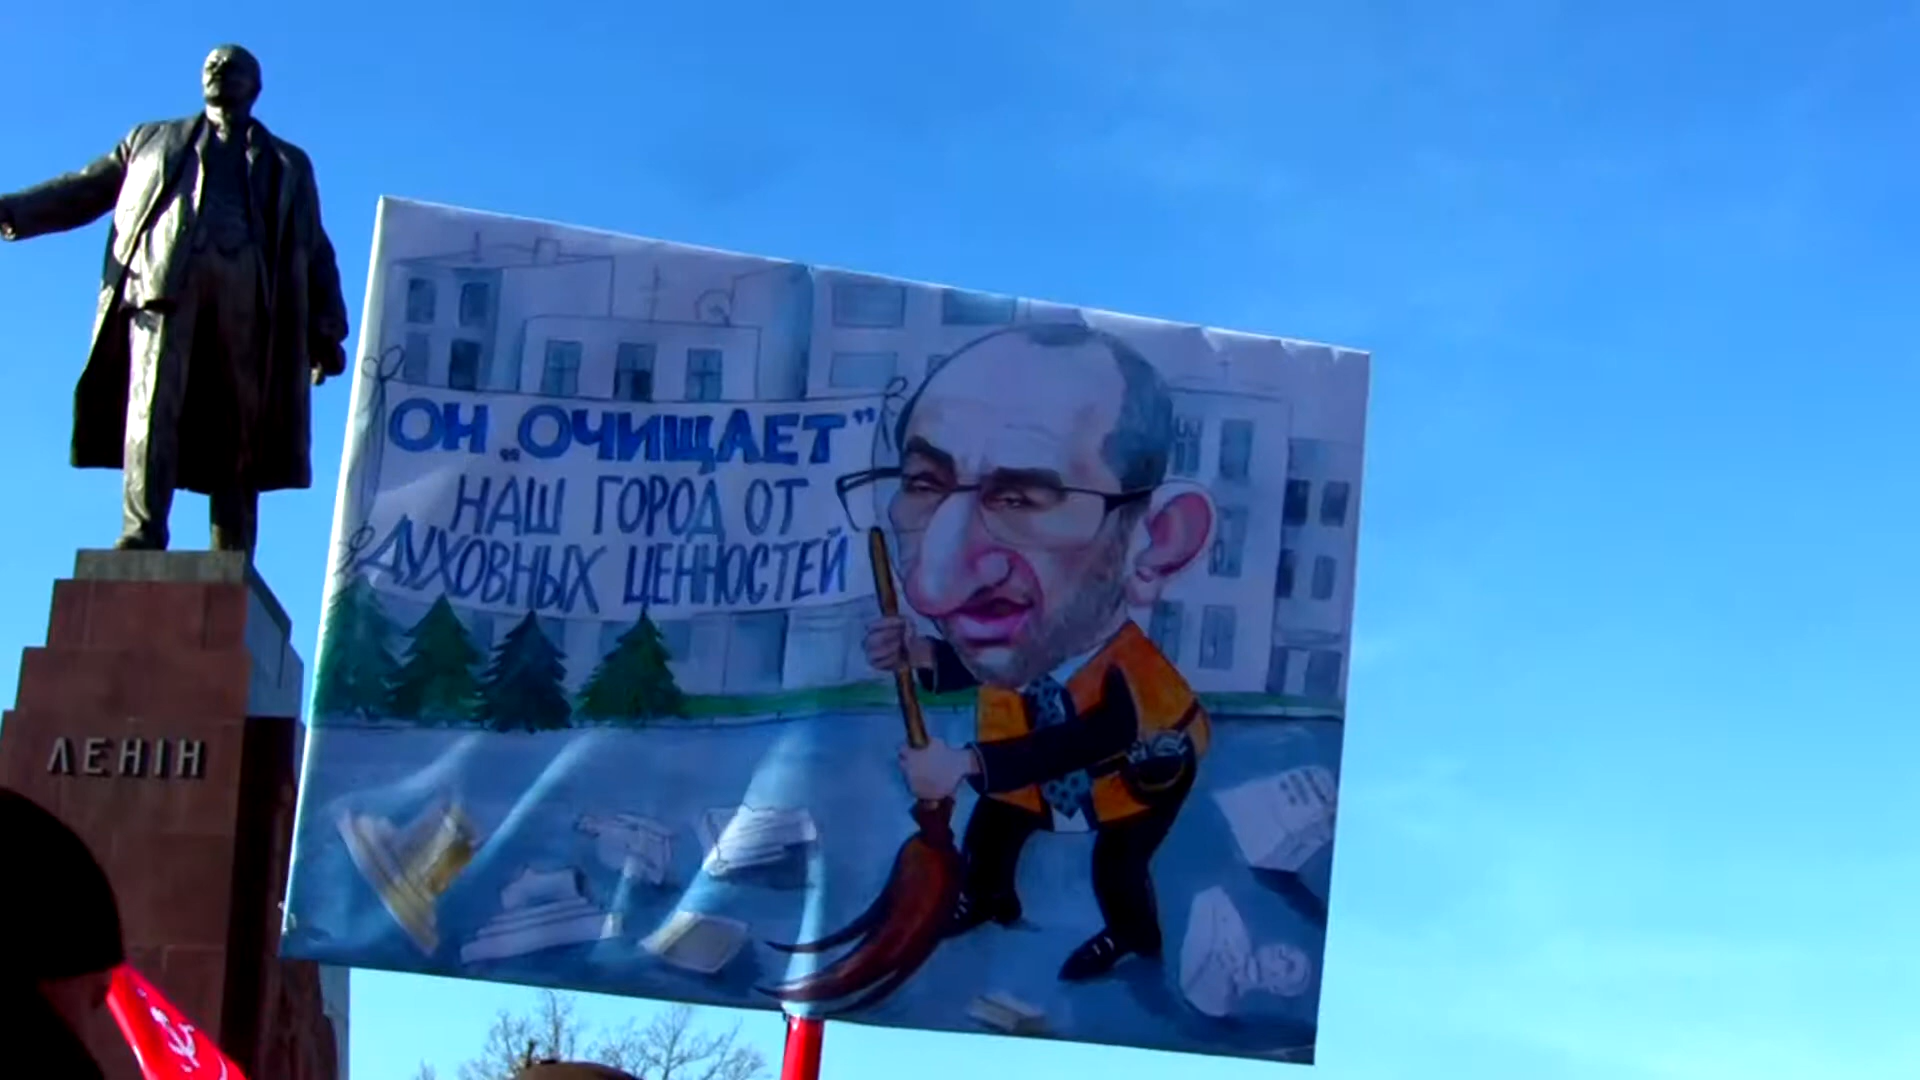 ОН „ОЧИЩАЕТ”
НАШ ГОРОД ОТ
ДУХОВНЫХ ЦЕННОСТЕЙ
ЛЕНІН